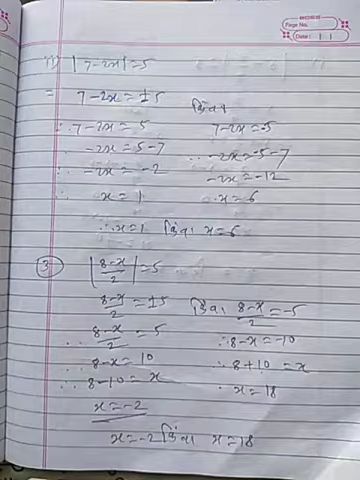 Page No.
Date: | |
ii) |7-2x|=5
= 7-2x=±5 किंवा
∴ 7-2x=5 7-2x=-5
-2x=5-7 ∴ -2x=-5-7
∴ -2x=-2 -2x=-12
∴ x=1 x=6
∴ x=1 किंवा x=6
③ |8-x/2|=5
8-x/2=±5 किंवा 8-x/2=-5
∴ 8-x/2=5 ∴ 8-x=-10
∴ 8-x=10 ∴ 8+10=x
∴ 8-10=x ∴ x=18
x=-2
x=-2 किंवा x=18